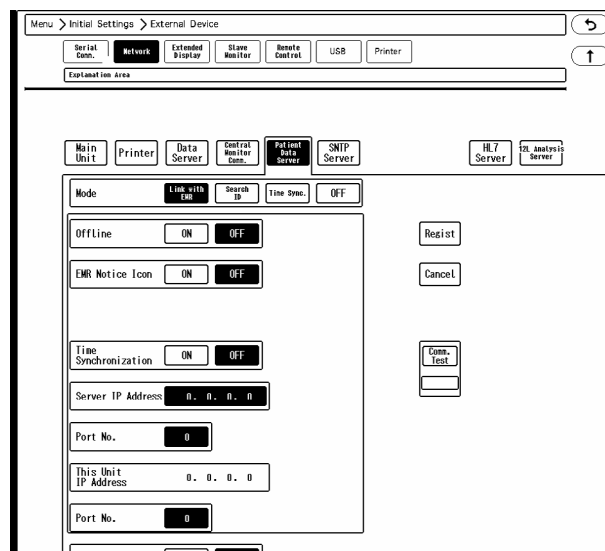 Menu > Initial Settings > External Device
Serial Conn. Network Extended Display Slave Monitor Remote Control USB Printer
Explanation Area
Main Unit Printer Data Server Central Monitor Conn. Patient Data Server SNTP Server HL7 Server 12L Analysis Server
Mode Link with EMR Search ID Time Sync. OFF
Offline ON OFF Regist
EMR Notice Icon ON OFF Cancel
Time Synchronization ON OFF Comm. Test
Server IP Address 0. 0. 0. 0
Port No. 0
This Unit IP Address 0. 0. 0. 0
Port No. 0